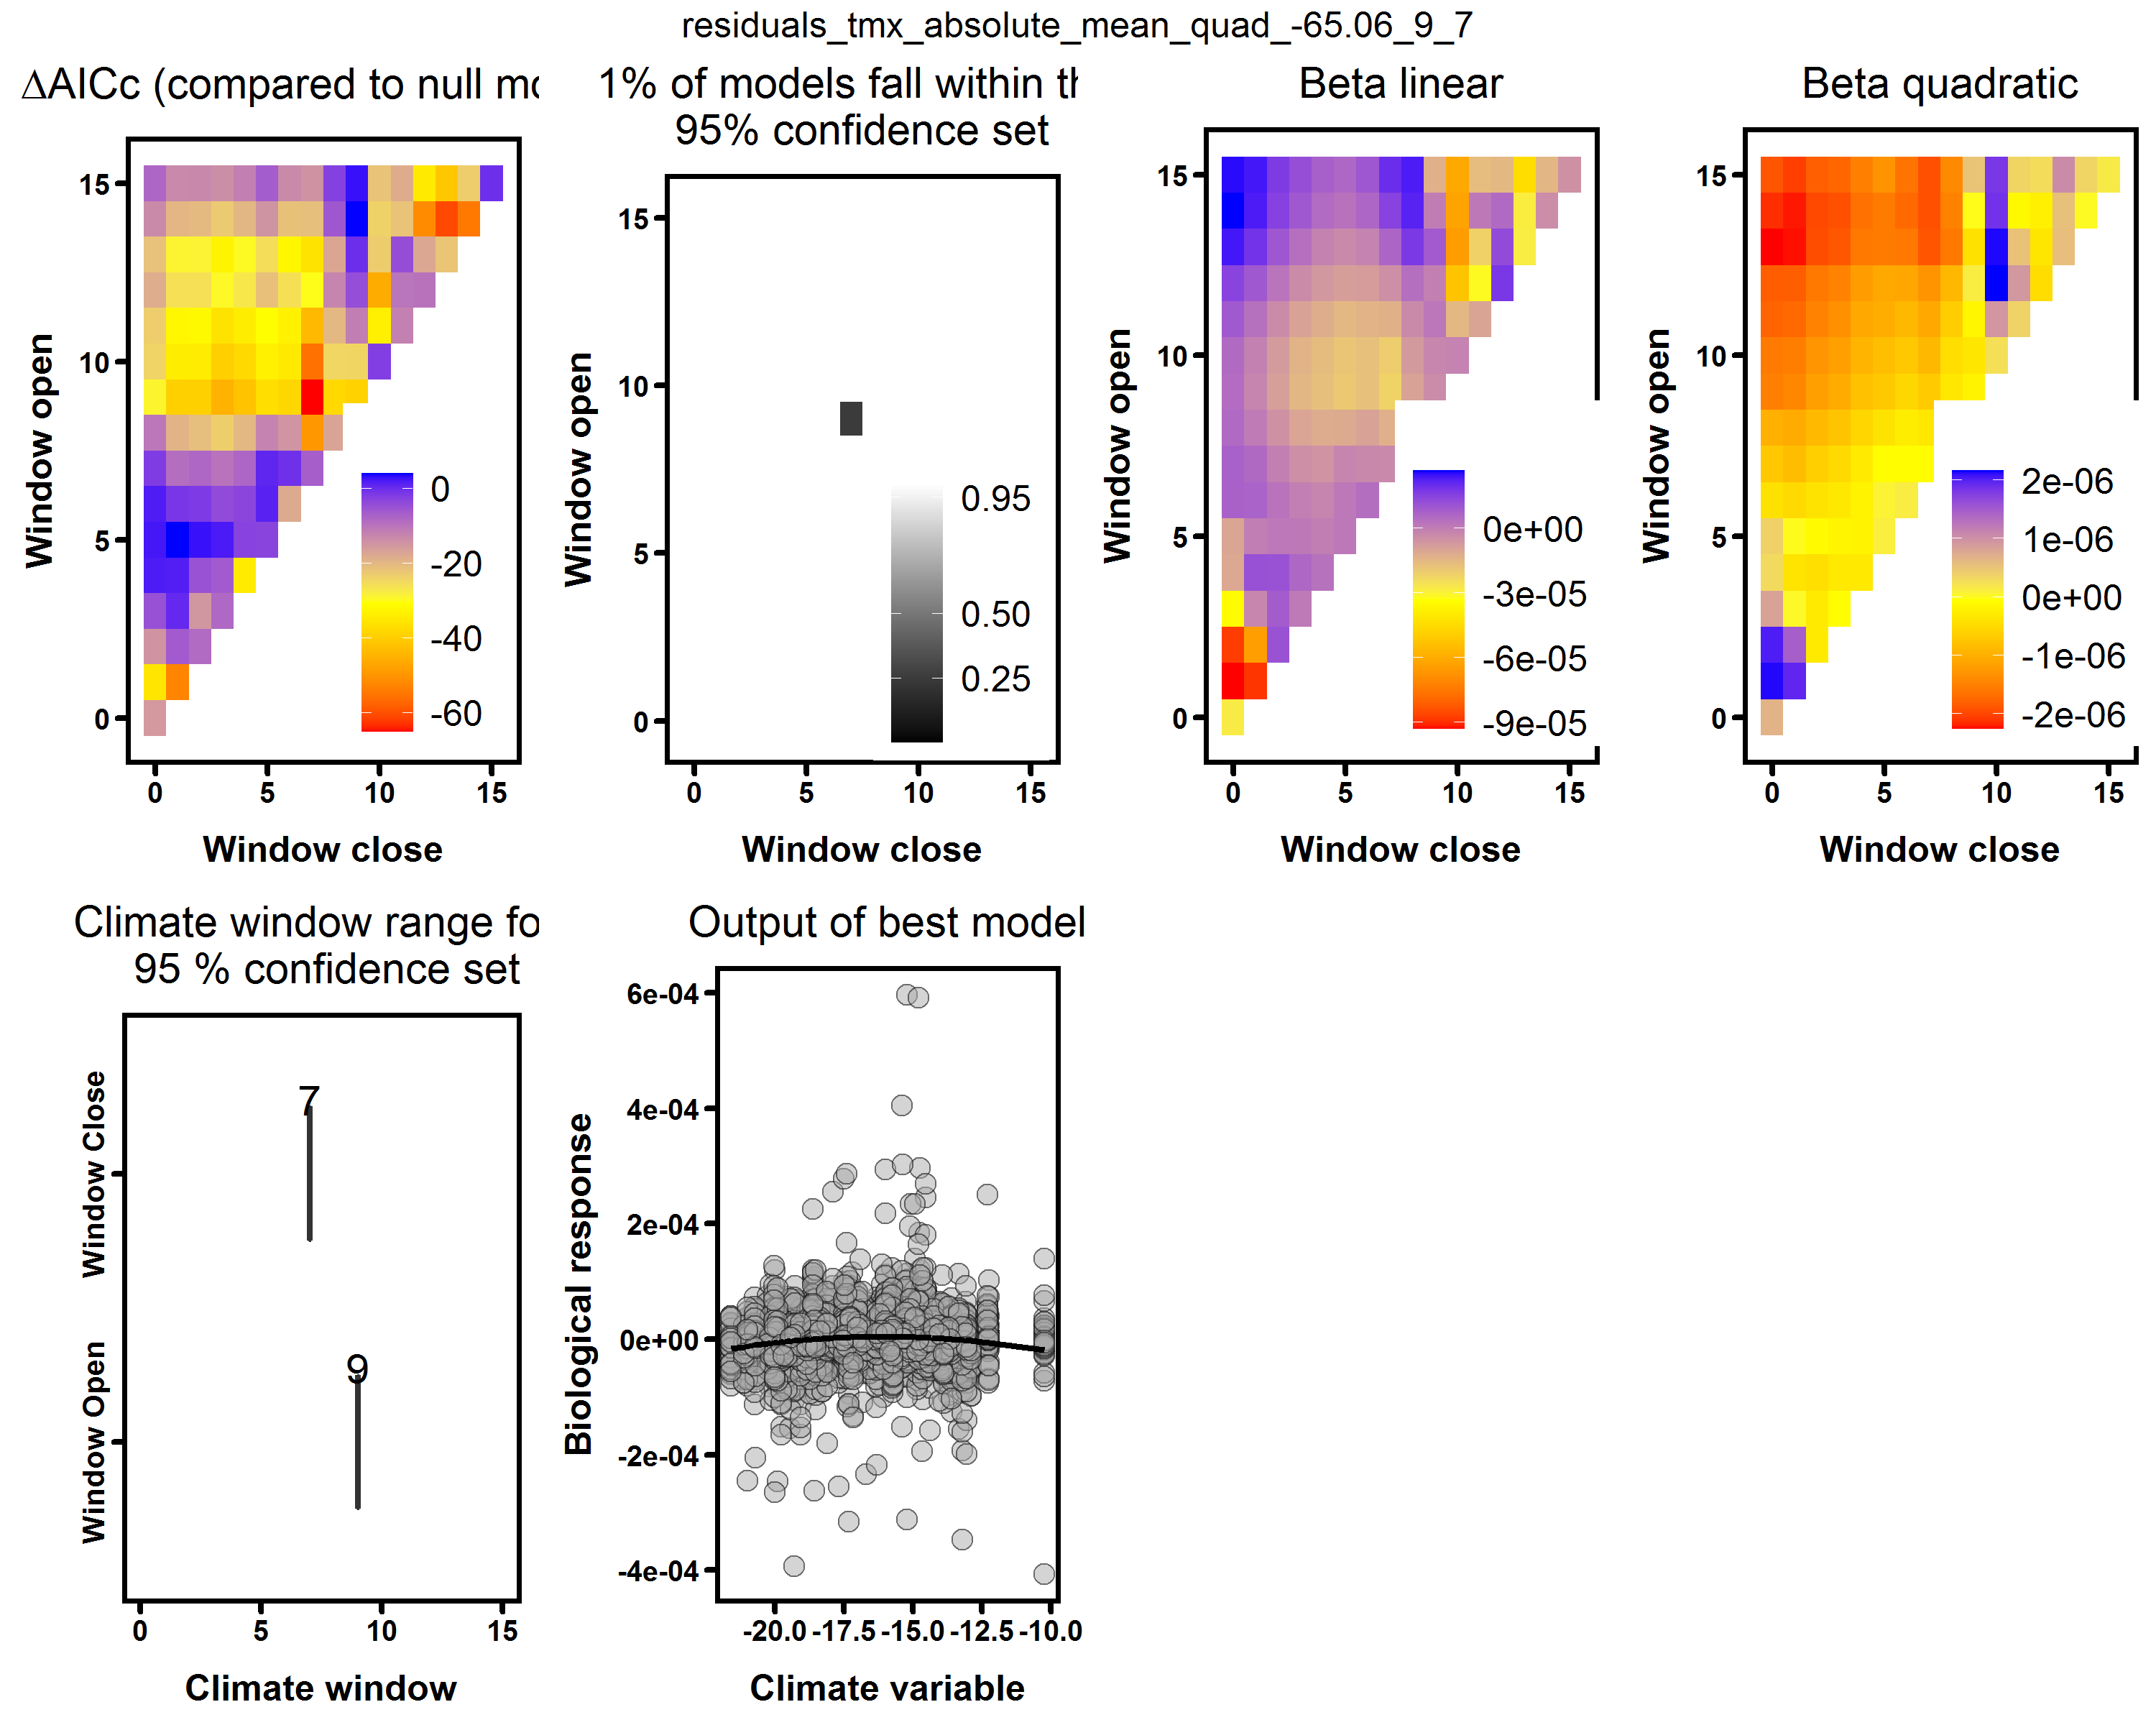 residuals_tmx_absolute_mean_quad_-65.06_9_7
ΔAICc (compared to null mo
15
10
5
0
0
-20
-40
-60
0
5
10
15
Window open
Window close
1% of models fall within th
95% confidence set
15
10
5
0
0.95
0.50
0.25
0
5
10
15
Window open
Window close
Beta linear
15
10
5
0
0e+00
-3e-05
-6e-05
-9e-05
0
5
10
15
Window open
Window close
Beta quadratic
15
10
5
0
2e-06
1e-06
0e+00
-1e-06
-2e-06
0
5
10
15
Window open
Window close
Climate window range fo
95 % confidence set
Window Close
Window Open
7
9
0
5
10
15
Climate window
Output of best model
6e-04
4e-04
2e-04
0e+00
-2e-04
-4e-04
-20.0
-17.5
-15.0
-12.5
-10.0
Biological response
Climate variable